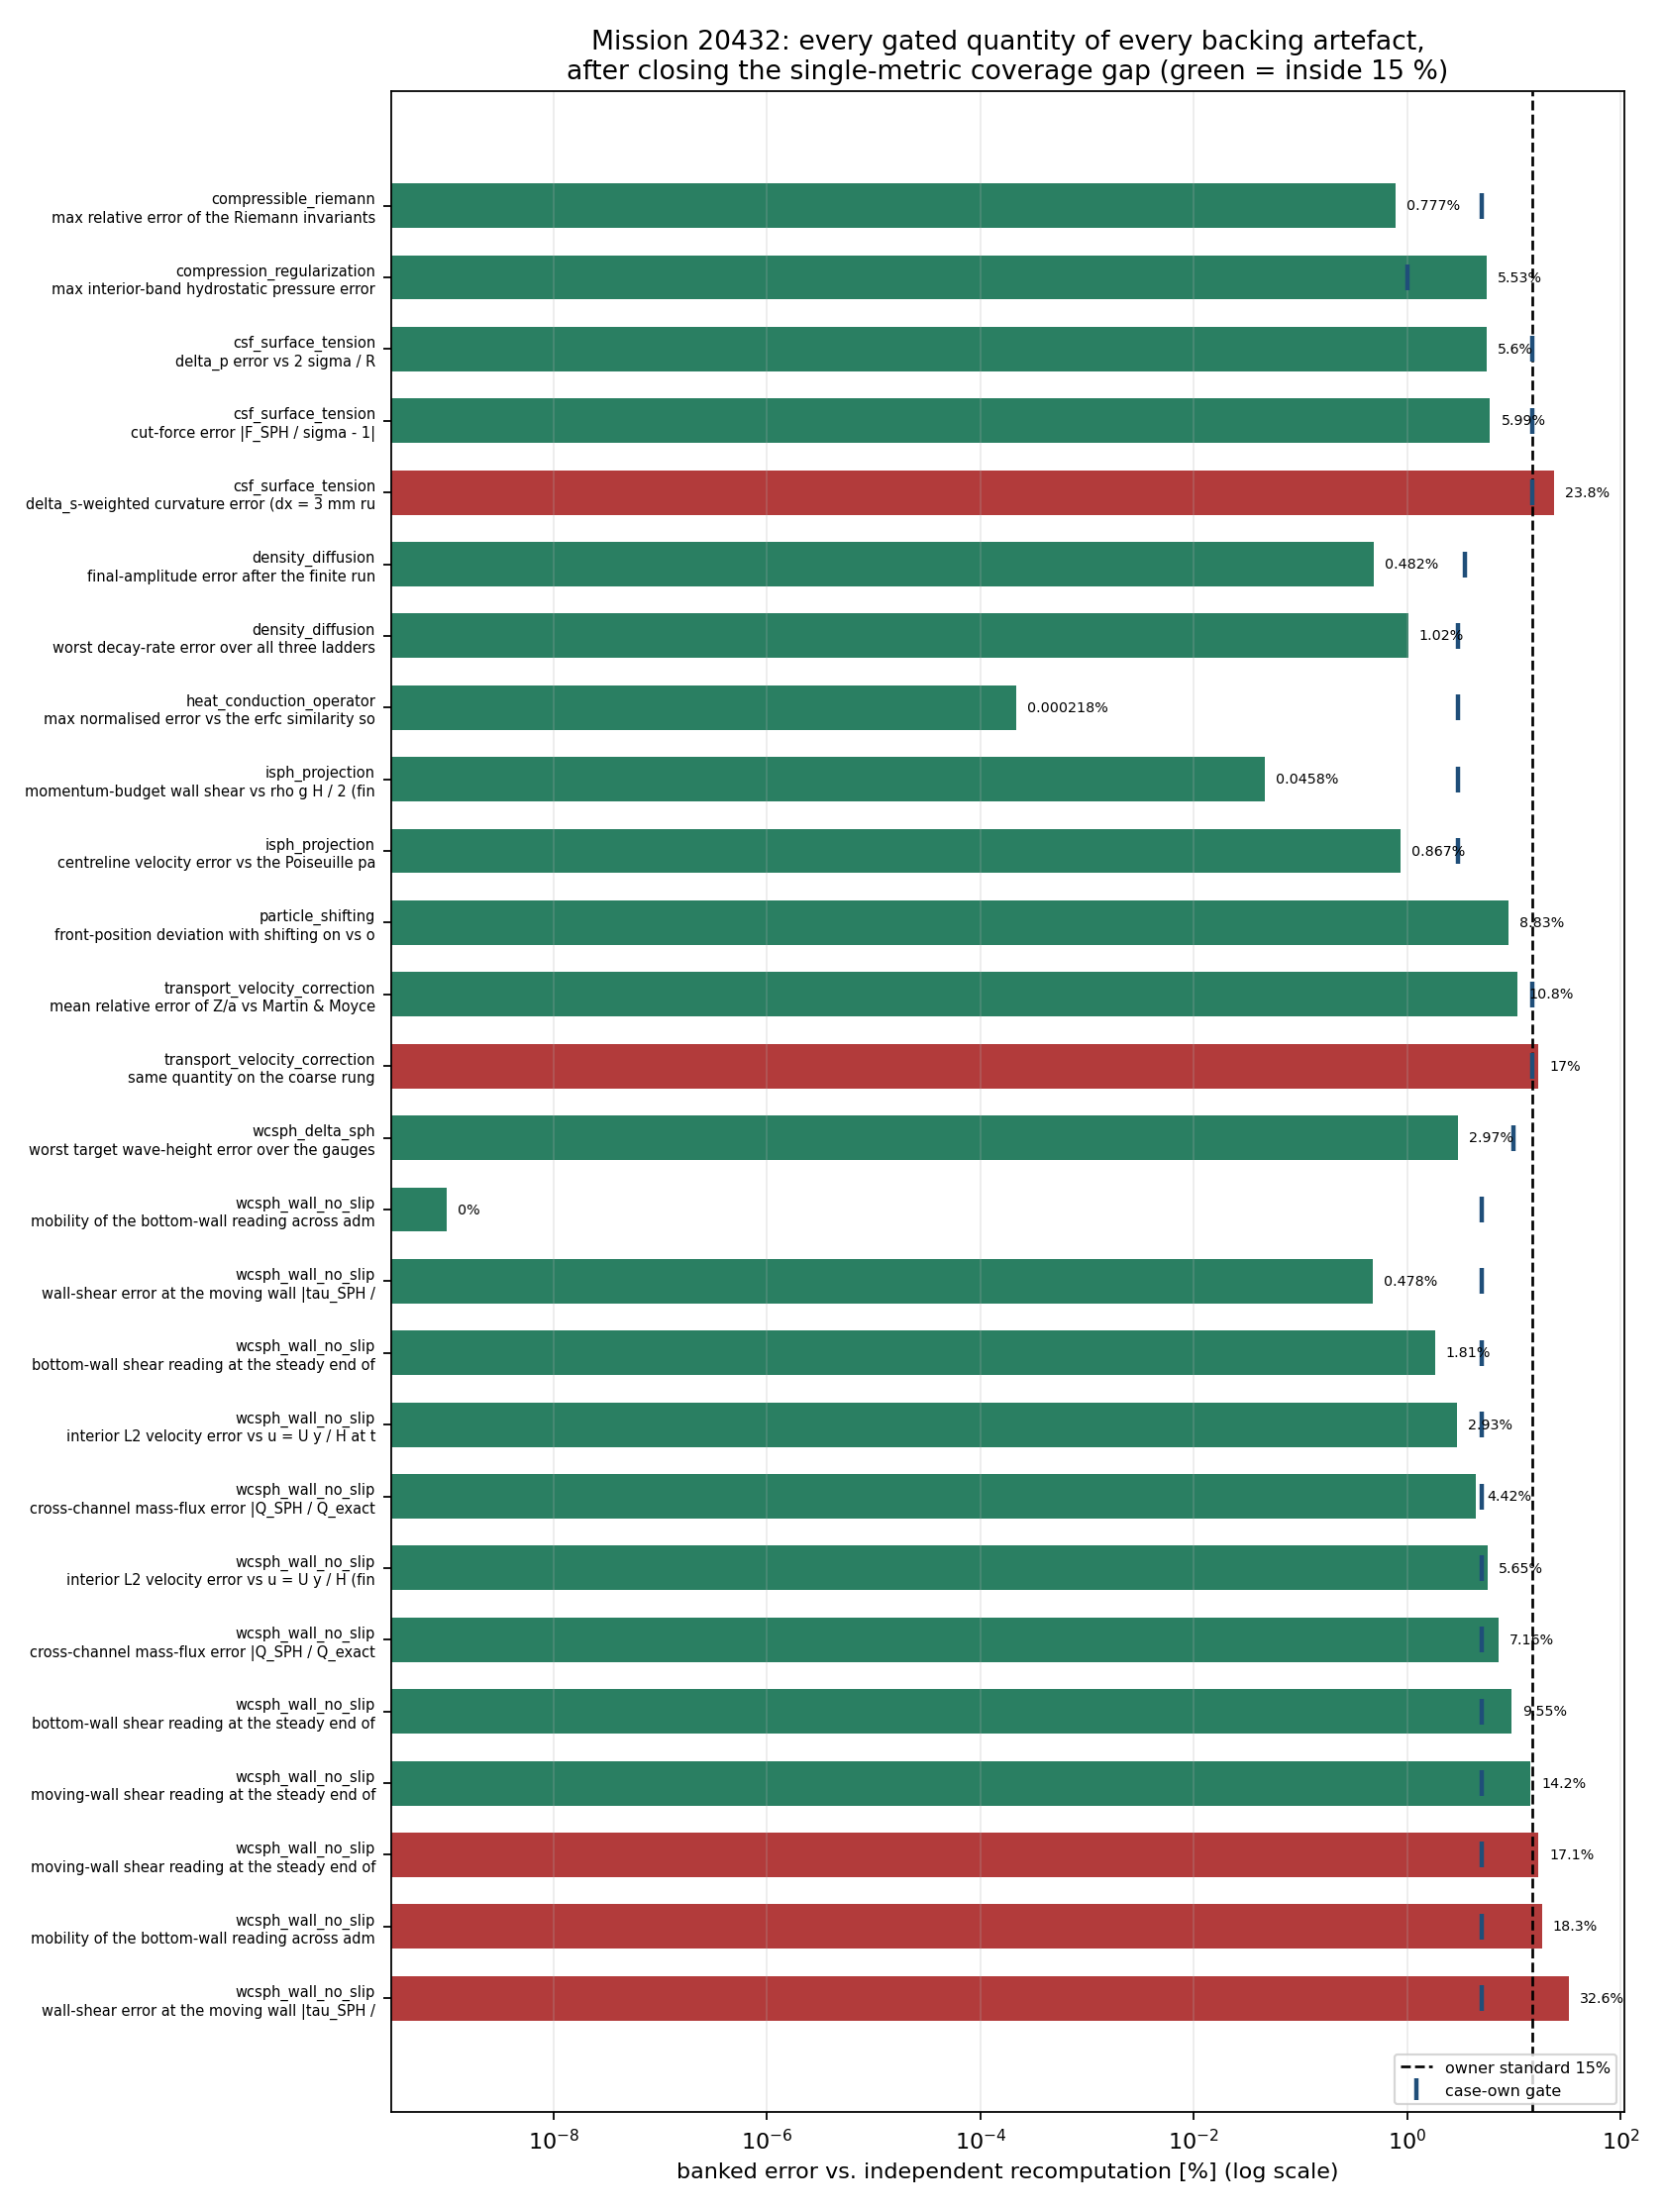 Mission 20432: every gated quantity of every backing artefact,
after closing the single-metric coverage gap (green = inside 15 %)
compressible_riemann
max relative error of the Riemann invariants
0.777%
compression_regularization
max interior-band hydrostatic pressure error
5.53%
csf_surface_tension
delta_p error vs 2 sigma / R
5.6%
csf_surface_tension
cut-force error |F_SPH / sigma - 1|
5.99%
csf_surface_tension
delta_s-weighted curvature error (dx = 3 mm ru
23.8%
density_diffusion
final-amplitude error after the finite run
0.482%
density_diffusion
worst decay-rate error over all three ladders
1.02%
heat_conduction_operator
max normalised error vs the erfc similarity so
0.000218%
isph_projection
momentum-budget wall shear vs rho g H / 2 (fin
0.0458%
isph_projection
centreline velocity error vs the Poiseuille pa
0.867%
particle_shifting
front-position deviation with shifting on vs o
8.83%
transport_velocity_correction
mean relative error of Z/a vs Martin & Moyce
10.8%
transport_velocity_correction
same quantity on the coarse rung
17%
wcsph_delta_sph
worst target wave-height error over the gauges
2.97%
wcsph_wall_no_slip
mobility of the bottom-wall reading across adm
0%
wcsph_wall_no_slip
wall-shear error at the moving wall |tau_SPH /
0.478%
wcsph_wall_no_slip
bottom-wall shear reading at the steady end of
1.81%
wcsph_wall_no_slip
interior L2 velocity error vs u = U y / H at t
2.93%
wcsph_wall_no_slip
cross-channel mass-flux error |Q_SPH / Q_exact
4.42%
wcsph_wall_no_slip
interior L2 velocity error vs u = U y / H (fin
5.65%
wcsph_wall_no_slip
cross-channel mass-flux error |Q_SPH / Q_exact
7.16%
wcsph_wall_no_slip
bottom-wall shear reading at the steady end of
9.55%
wcsph_wall_no_slip
moving-wall shear reading at the steady end of
14.2%
wcsph_wall_no_slip
moving-wall shear reading at the steady end of
17.1%
wcsph_wall_no_slip
mobility of the bottom-wall reading across adm
18.3%
wcsph_wall_no_slip
wall-shear error at the moving wall |tau_SPH /
32.6%
owner standard 15%
case-own gate
10⁻⁸ 10⁻⁶ 10⁻⁴ 10⁻² 10⁰ 10²
banked error vs. independent recomputation [%] (log scale)